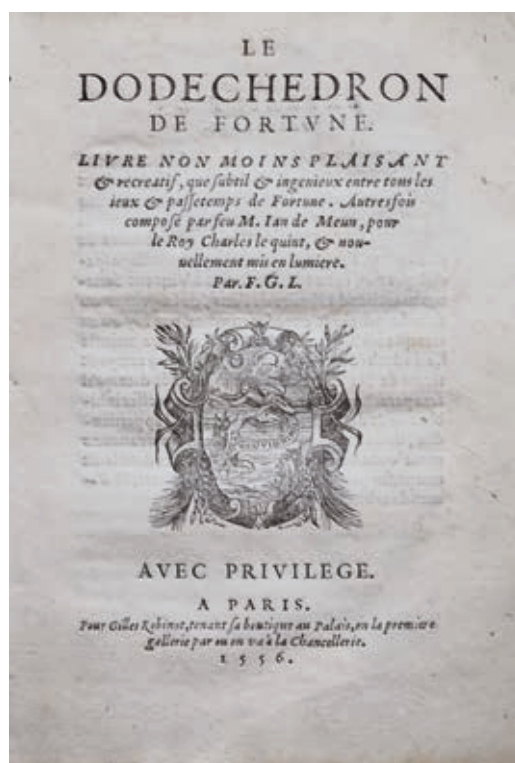 LE
DODECHEDRON
DE FORTVNE.
LIVRE NON MOINS PLAISANT
& recreatif, que subtil & ingenieux entre tous les
ieux & passetemps de Fortune. Autresfois
composé par feu M. Ian de Meun, pour
le Roy Charles le quint, & nou-
uellement mis en lumiere.
Par. F. G. L.
AVEC PRIVILEGE.
A PARIS.
Pour Gilles Robinot, tenant sa boutique au Palais, en la premiere
gallerie par ou on va à la Chancellerie.
1556.